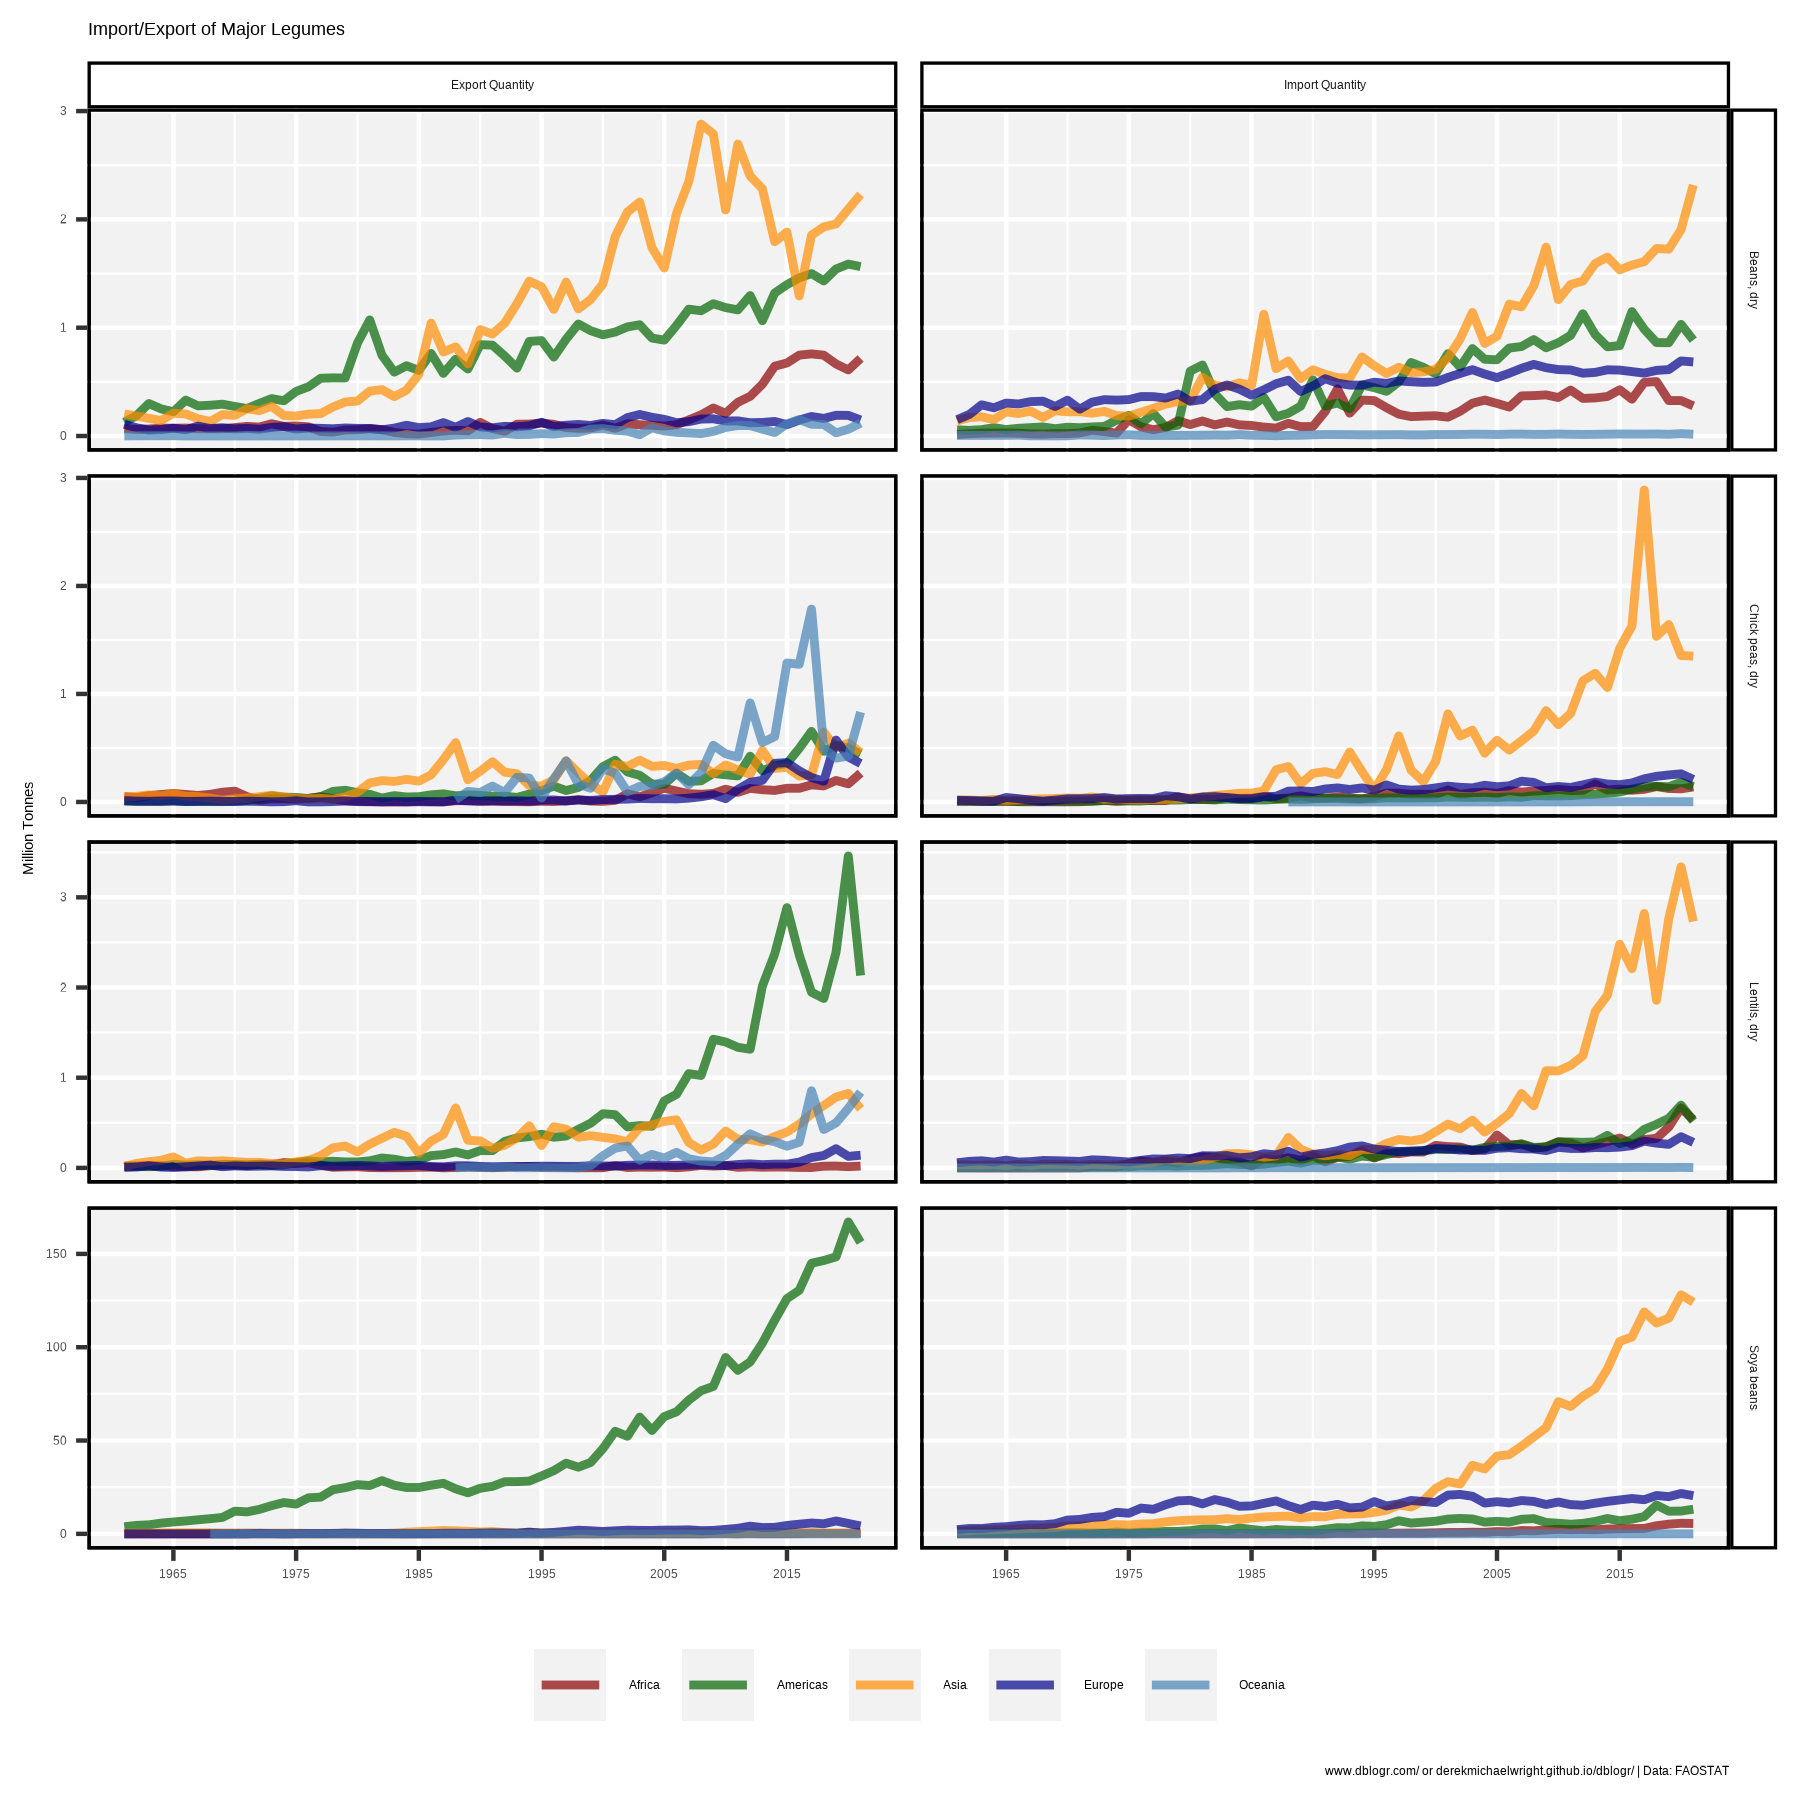 Import/Export of Major Legumes
Export Quantity
Import Quantity
3
2
1
0
Beans, dry
3
2
1
0
Chick peas, dry
Million Tonnes
3
2
1
0
Lentils, dry
150
100
50
0
Soya beans
1965 1975 1985 1995 2005 2015
1965 1975 1985 1995 2005 2015
Africa Americas Asia Europe Oceania
www.dblogr.com/ or derekmichaelwright.github.io/dblogr/ | Data: FAOSTAT